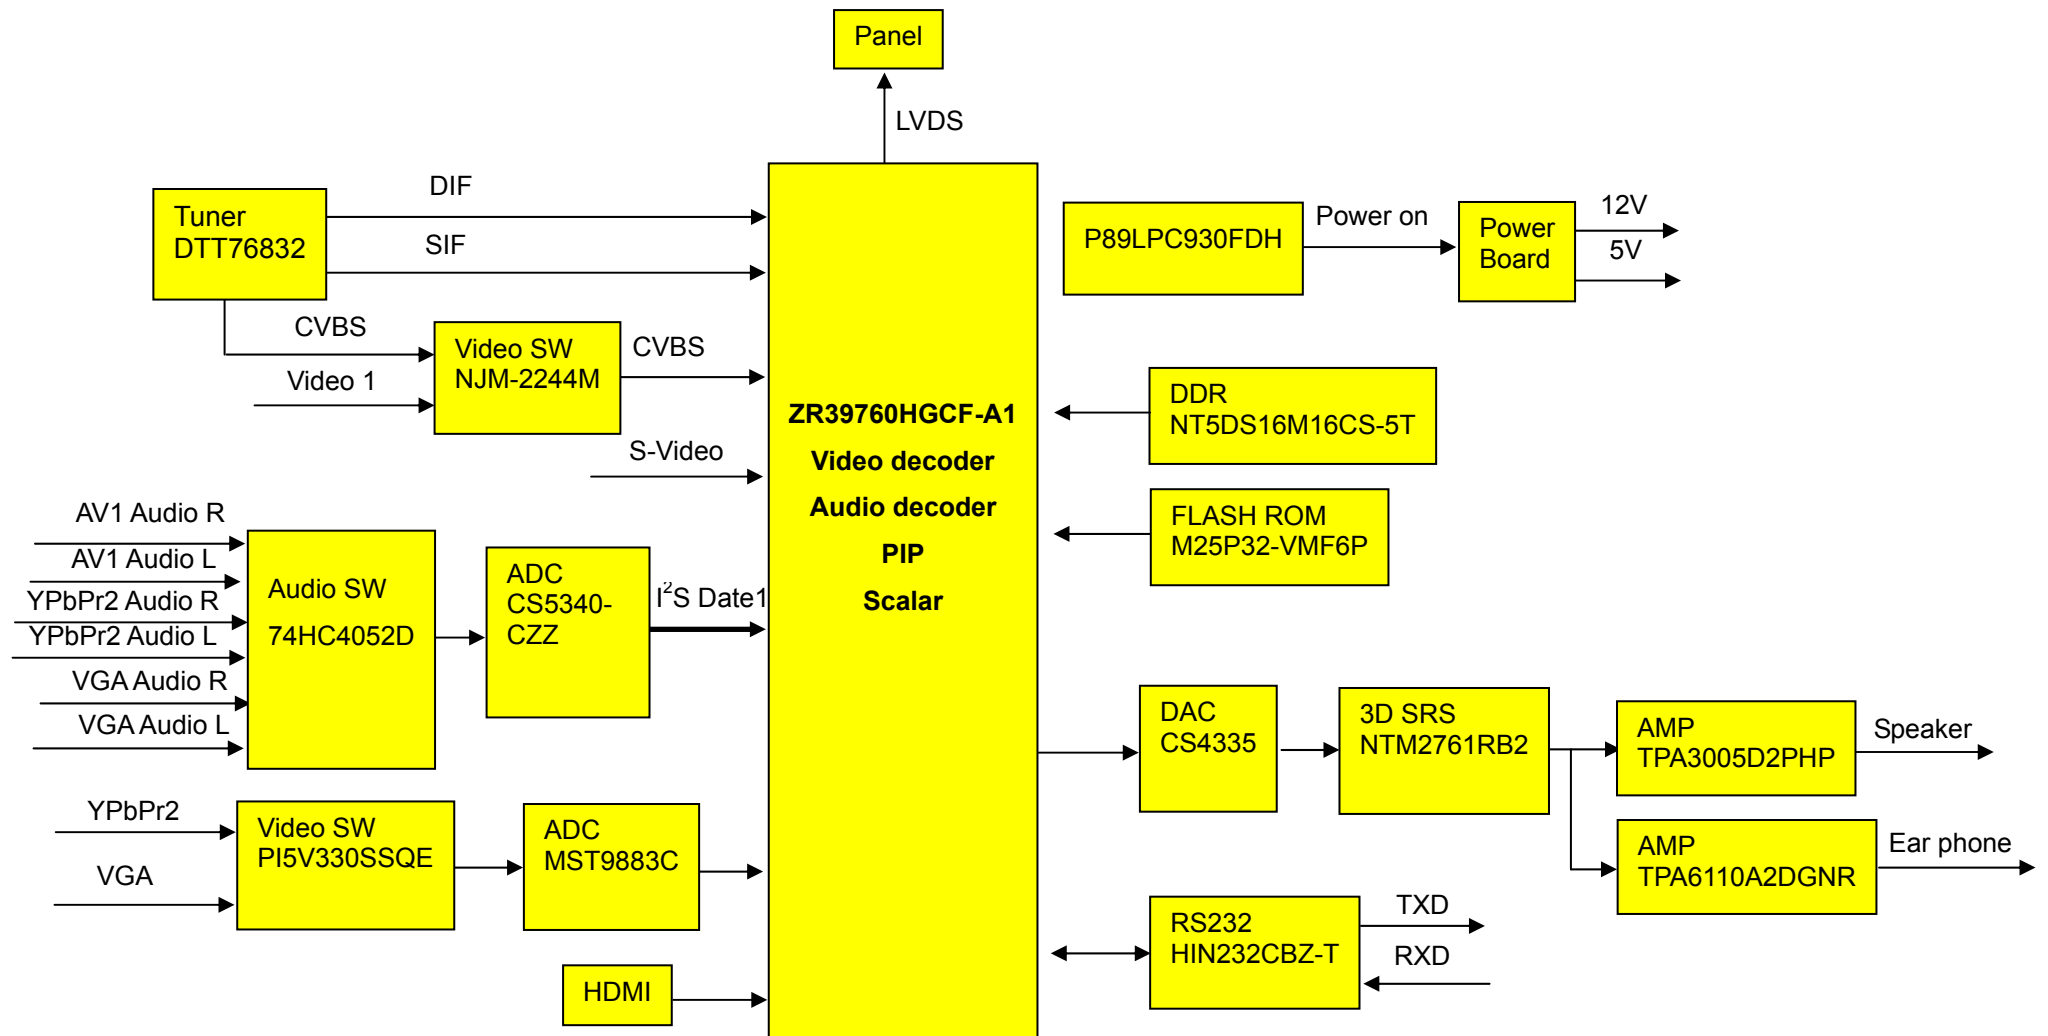 Panel
LVDS
Tuner
DTT76832
DIF
SIF
CVBS
Video 1
Video SW
NJM-2244M
CVBS
S-Video
AV1 Audio R
AV1 Audio L
YPbPr2 Audio R
YPbPr2 Audio L
VGA Audio R
VGA Audio L
Audio SW
74HC4052D
ADC
CS5340-
CZZ
I²S Date1
YPbPr2
VGA
Video SW
PI5V330SSQE
ADC
MST9883C
HDMI
ZR39760HGCF-A1
Video decoder
Audio decoder
PIP
Scalar
P89LPC930FDH
Power on
Power
Board
12V
5V
DDR
NT5DS16M16CS-5T
FLASH ROM
M25P32-VMF6P
DAC
CS4335
3D SRS
NTM2761RB2
AMP
TPA3005D2PHP
Speaker
AMP
TPA6110A2DGNR
Ear phone
RS232
HIN232CBZ-T
TXD
RXD